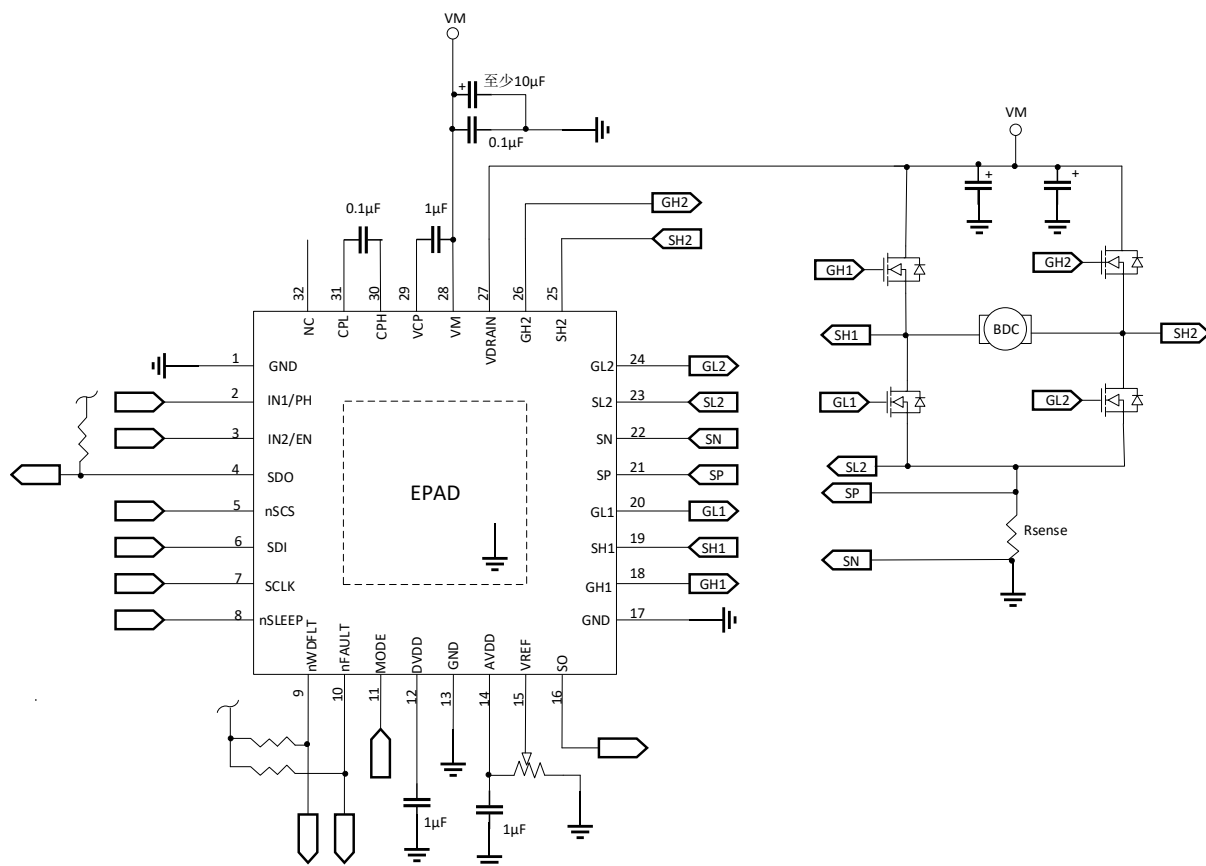 VM
至少10μF
0.1μF
VM
0.1μF
1μF
GH2
SH2
32
31
30
29
28
27
26
25
NC
CPL
CPH
VCP
VM
VDRAIN
GH2
SH2
GH1
GH2
SH1
BDC
SH2
GL1
GL2
SL2
SP
Rsense
SN
1
GND
2
IN1/PH
3
IN2/EN
4
SDO
5
nSCS
6
SDI
7
SCLK
8
nSLEEP
EPAD
GL2
24
GL2
SL2
23
SL2
SN
22
SN
SP
21
SP
GL1
20
GL1
SH1
19
SH1
GH1
18
GH1
GND
17
nWDFLT
nFAULT
MODE
DVDD
GND
AVDD
VREF
SO
9
10
11
12
13
14
15
16
1μF
1μF